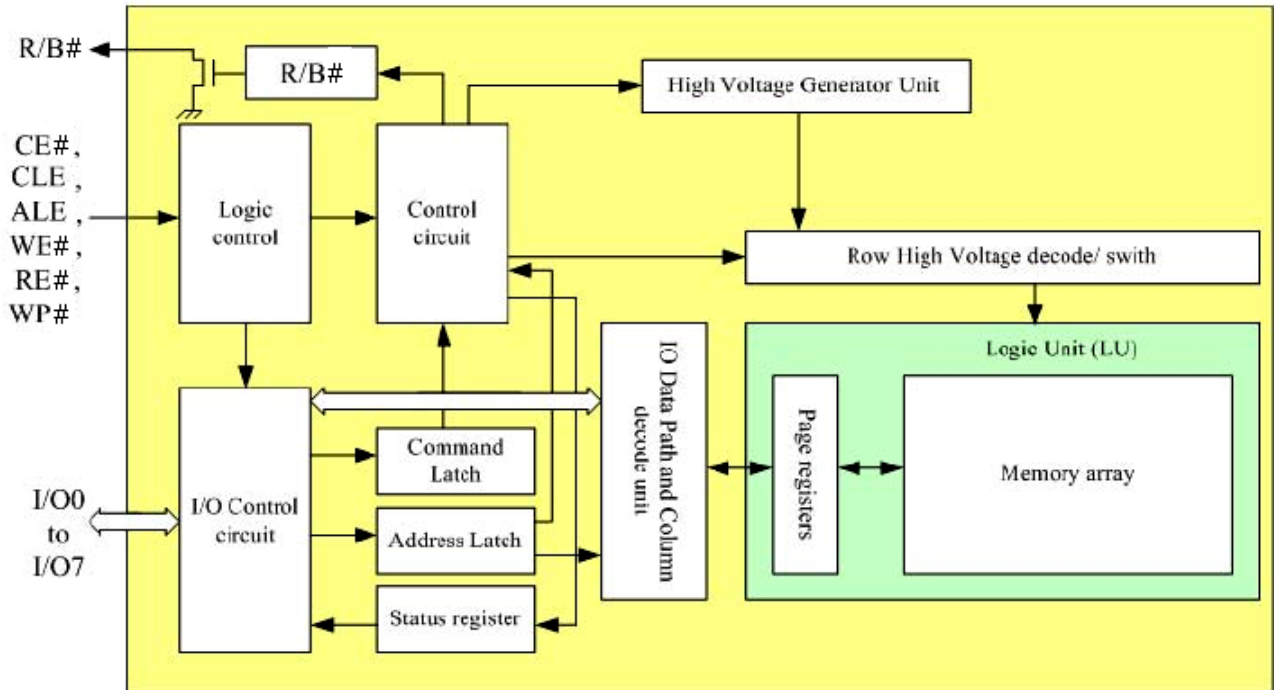 R/B#
R/B#
High Voltage Generator Unit
CE#,
CLE ,
ALE ,
WE#,
RE#,
WP#
Logic
control
Control
circuit
Row High Voltage decode/ swith
Logic Unit (LU)
IO Data Path and Column
decode unit
Page registers
Memory array
Command
Latch
I/O0
to
I/O7
I/O Control
circuit
Address Latch
Status register